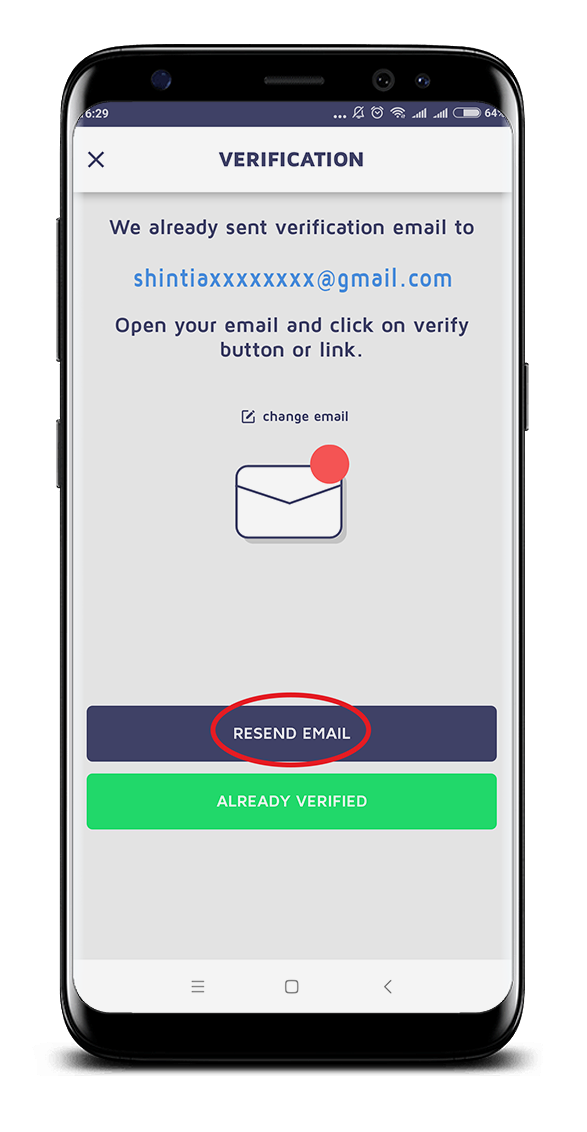 6:29 ... 64%
VERIFICATION
We already sent verification email to
shintiaxxxxxxxx@gmail.com
Open your email and click on verify
button or link.
change email
RESEND EMAIL
ALREADY VERIFIED